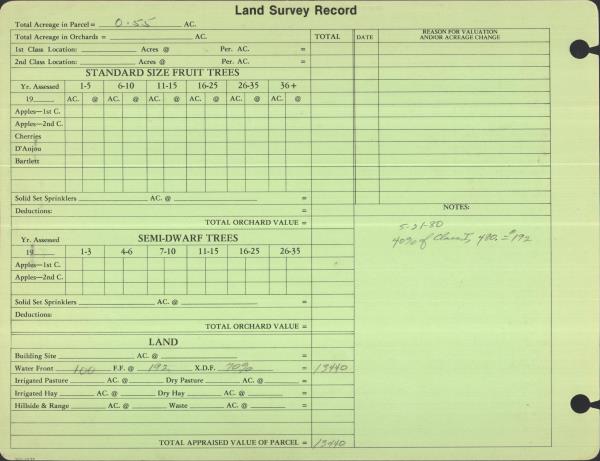 Land Survey Record
Total Acreage in Parcel = 0.55 AC.
Total Acreage in Orchards = AC. TOTAL DATE REASON FOR VALUATION AND/OR ACREAGE CHANGE
1st Class Location: Acres @ Per. AC. =
2nd Class Location: Acres @ Per. AC. =
STANDARD SIZE FRUIT TREES
Yr. Assessed 1-5 6-10 11-15 16-25 26-35 36+
19 AC. @ AC. @ AC. @ AC. @ AC. @ AC. @
Apples—1st C.
Apples—2nd C.
Cherries
D'Anjou
Bartlett
Solid Set Sprinklers AC. @ =
Deductions: =
TOTAL ORCHARD VALUE =
NOTES:
5-21-80
40% of Class I, 480. = $192
SEMI-DWARF TREES
Yr. Assessed 1-3 4-6 7-10 11-15 16-25 26-35
19
Apples—1st C.
Apples—2nd C.
Solid Set Sprinklers AC. @ =
Deductions: =
TOTAL ORCHARD VALUE =
LAND
Building Site AC. @ =
Water Front 100 F.F. @ 192 X.D.F. 70% = 13440
Irrigated Pasture AC. @ Dry Pasture AC. @ =
Irrigated Hay AC. @ Dry Hay AC. @ =
Hillside & Range AC. @ Waste AC. @ =
TOTAL APPRAISED VALUE OF PARCEL = 13440